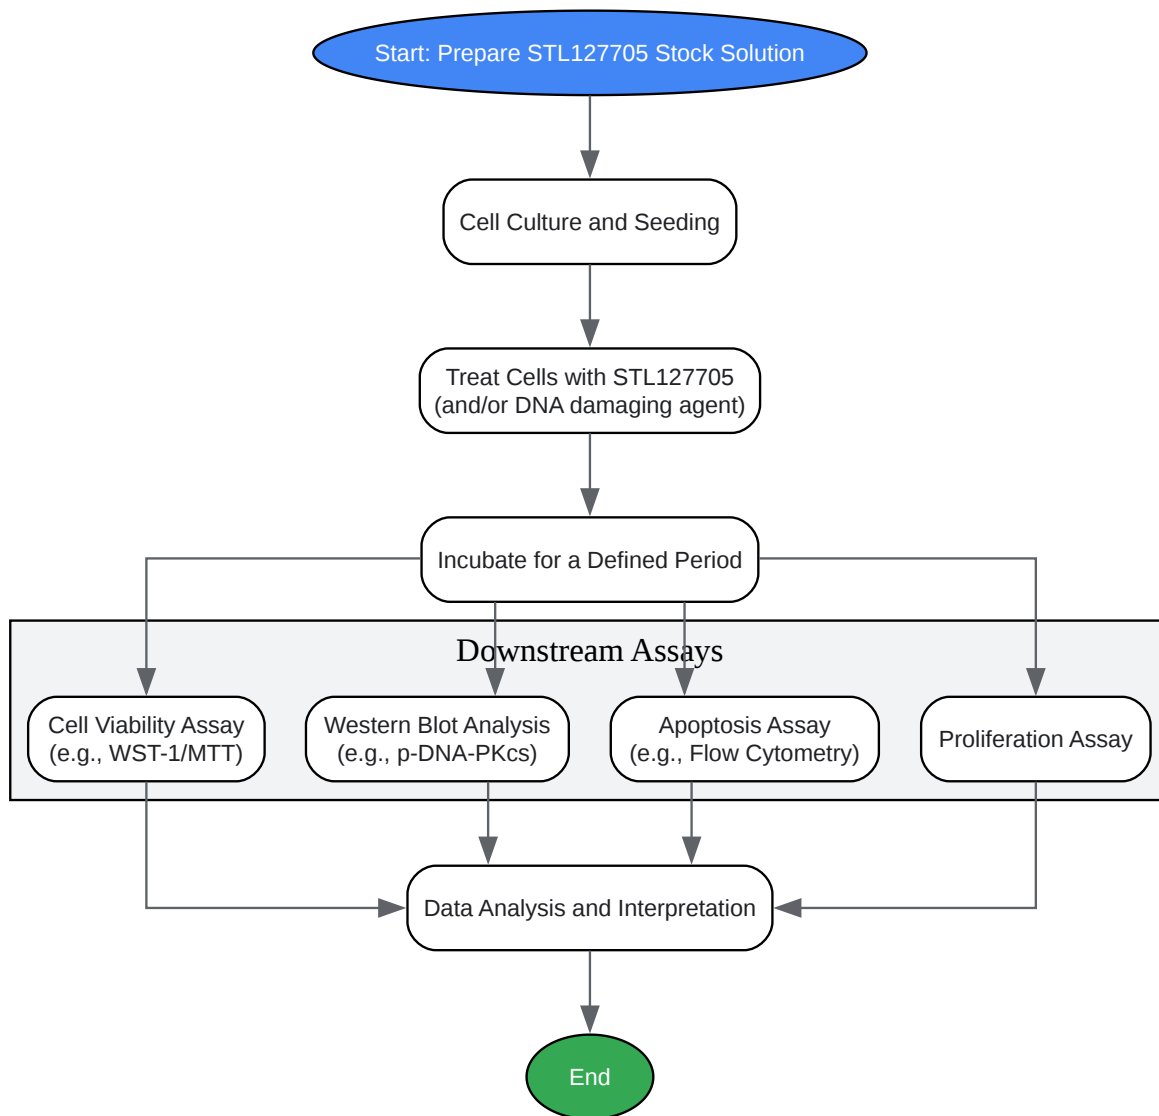 Start: Prepare STL127705 Stock Solution
Cell Culture and Seeding
Treat Cells with STL127705
(and/or DNA damaging agent)
Incubate for a Defined Period
Downstream Assays
Cell Viability Assay
(e.g., WST-1/MTT)
Western Blot Analysis
(e.g., p-DNA-PKcs)
Apoptosis Assay
(e.g., Flow Cytometry)
Proliferation Assay
Data Analysis and Interpretation
End